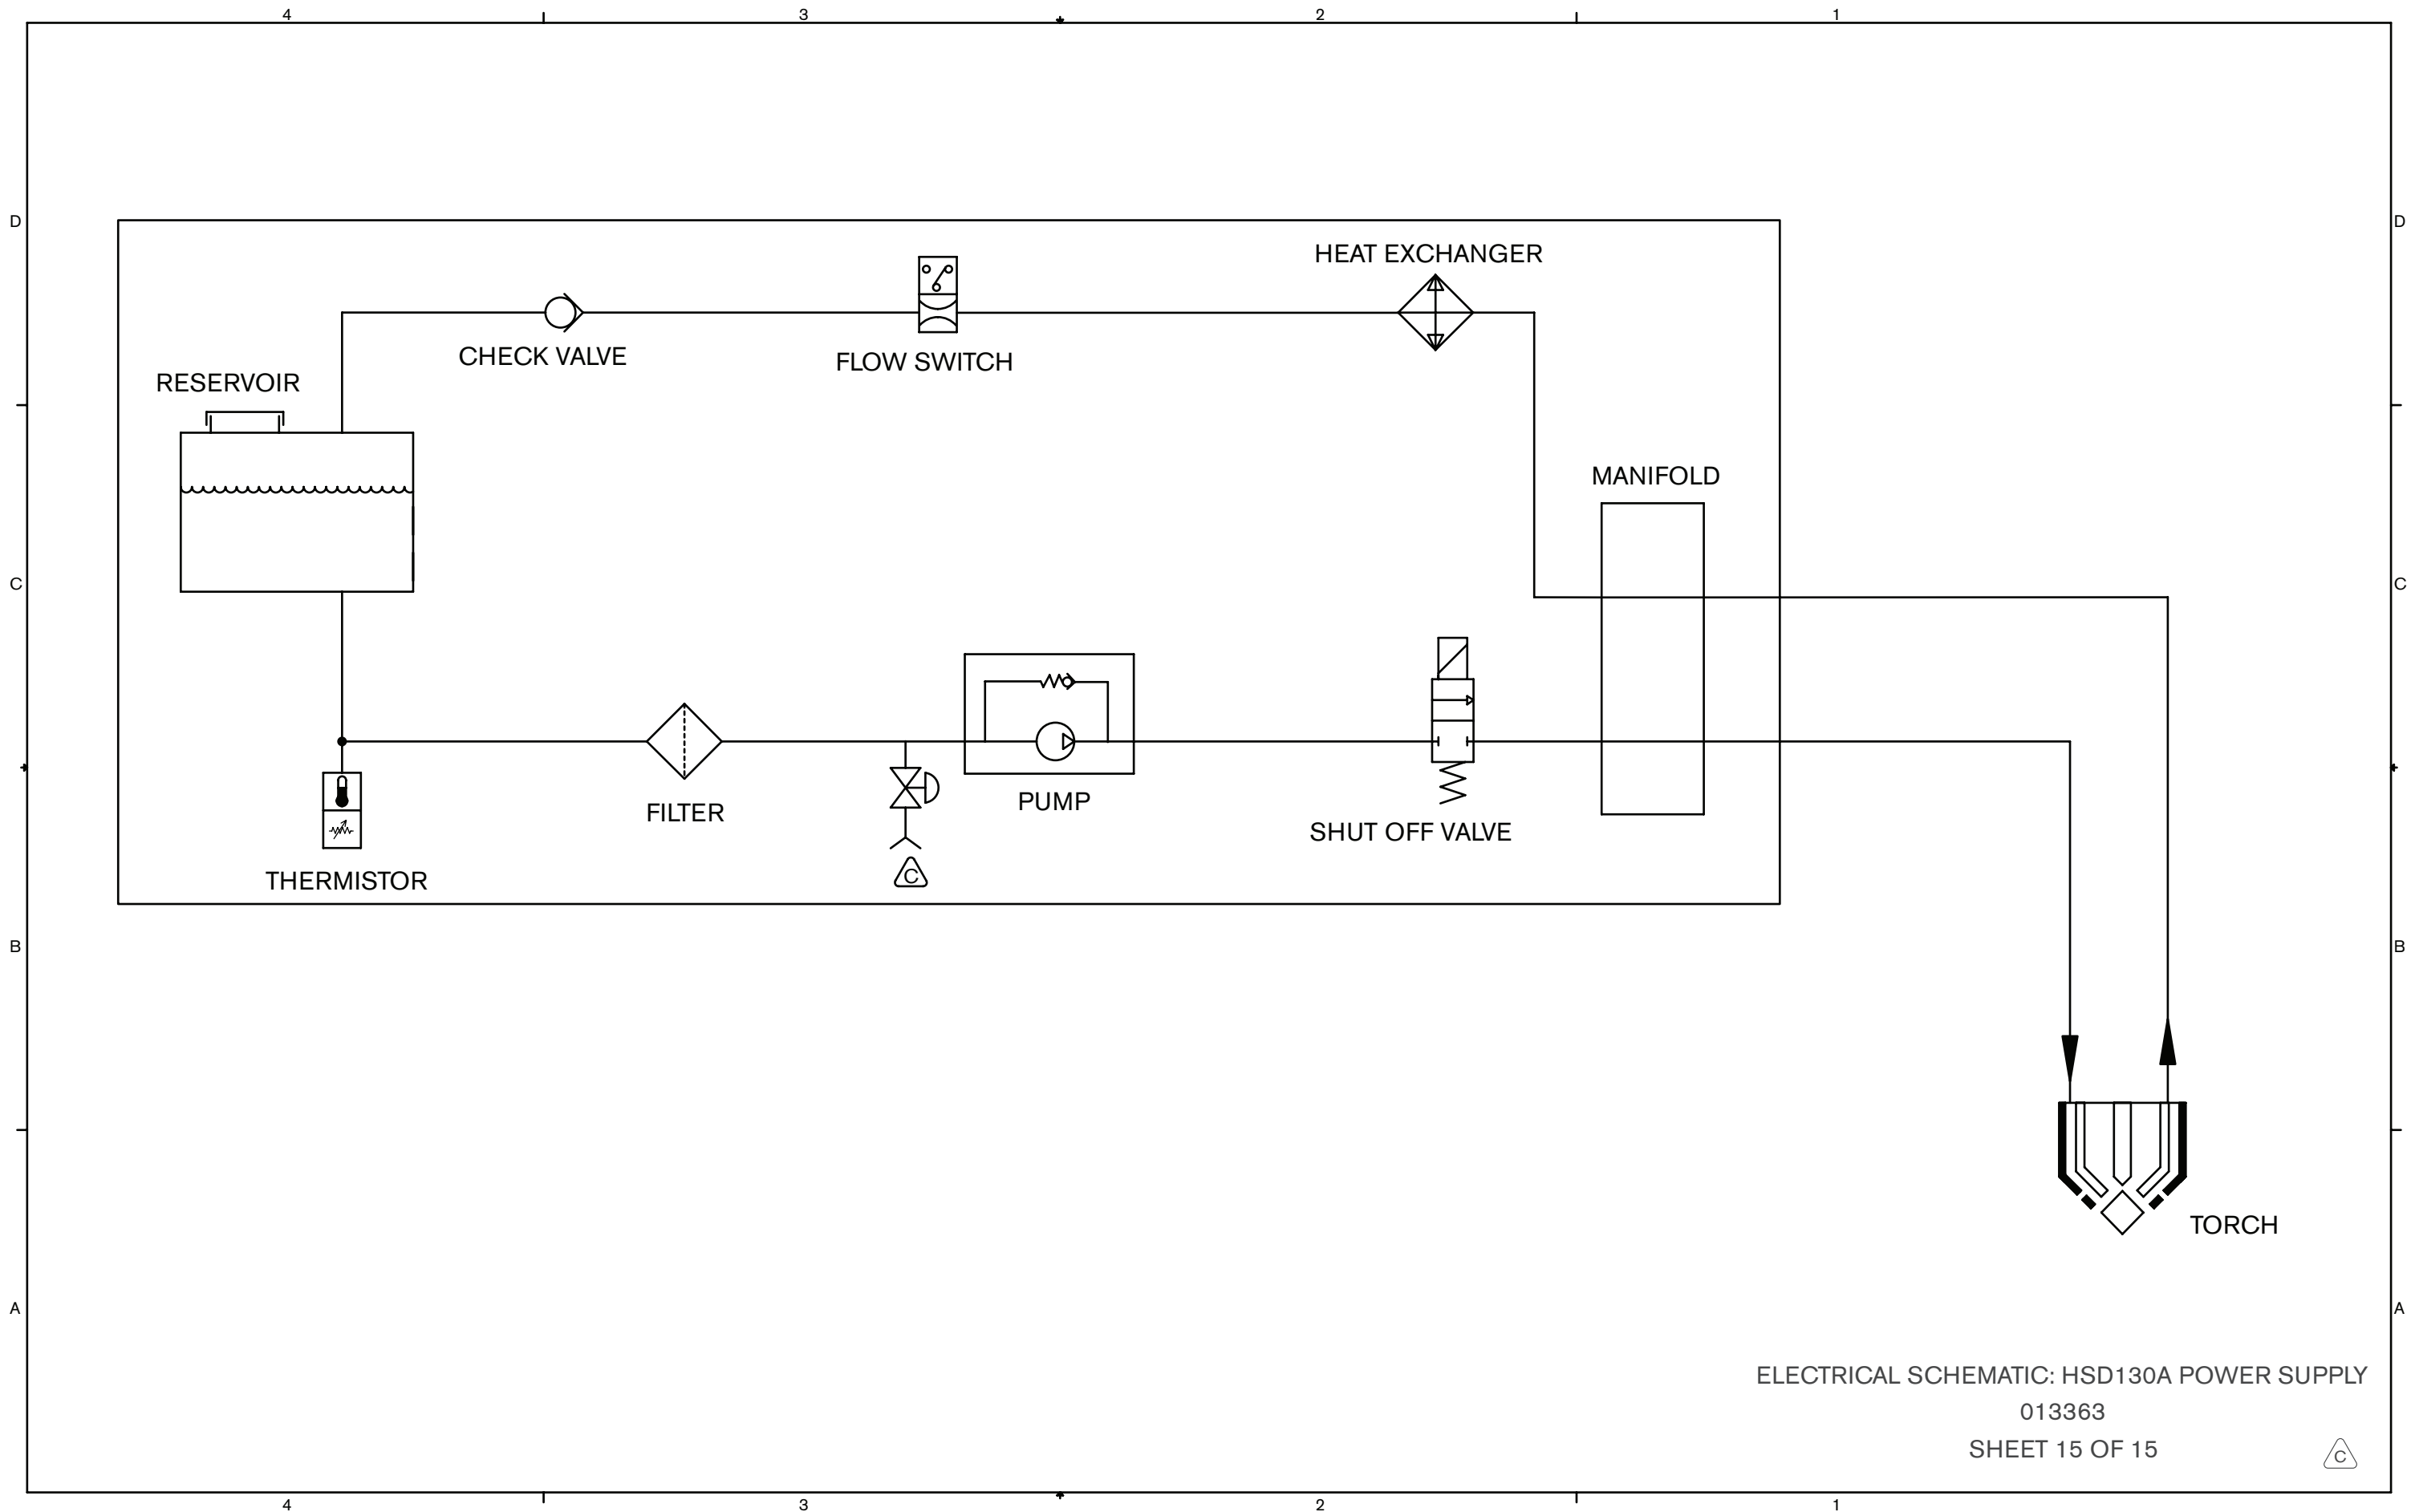 4 3 2 1
D D
HEAT EXCHANGER
CHECK VALVE
FLOW SWITCH
RESERVOIR
MANIFOLD
C C
PUMP
FILTER
SHUT OFF VALVE
THERMISTOR
C
B B
TORCH
A A
ELECTRICAL SCHEMATIC: HSD130A POWER SUPPLY
013363
SHEET 15 OF 15
C
4 3 2 1